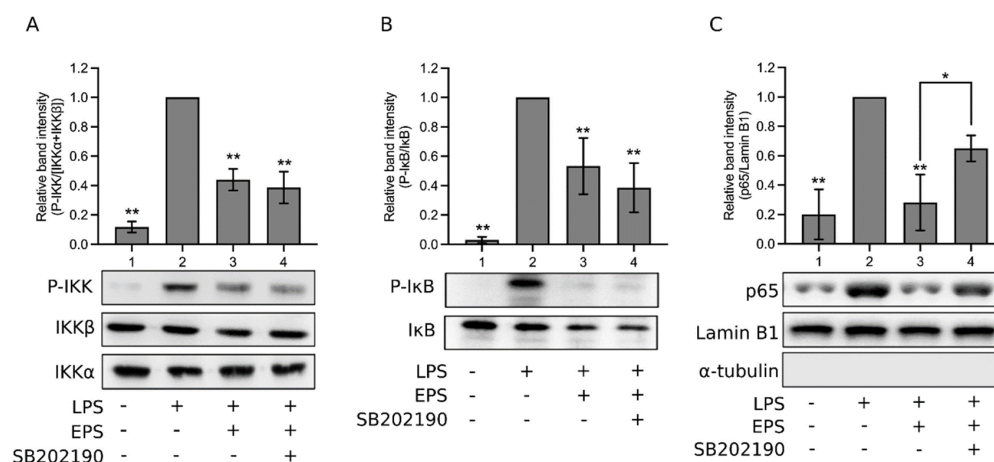 A
Relative band intensity
(P-IKK/[IKKα+IKKβ])
1.2
1.0
0.8
0.6
0.4
0.2
0.0
**
**
**
1 2 3 4
P-IKK
IKKβ
IKKα
LPS - + + +
EPS - - + +
SB202190 - - - +
B
Relative band intensity
(P-IκB/IκB)
1.2
1.0
0.8
0.6
0.4
0.2
0.0
**
**
**
1 2 3 4
P-IκB
IκB
LPS - + + +
EPS - - + +
SB202190 - - - +
C
Relative band intensity
(p65/Lamin B1)
1.2
1.0
0.8
0.6
0.4
0.2
0.0
*
**
**
1 2 3 4
p65
Lamin B1
α-tubulin
LPS - + + +
EPS - - + +
SB202190 - - - +